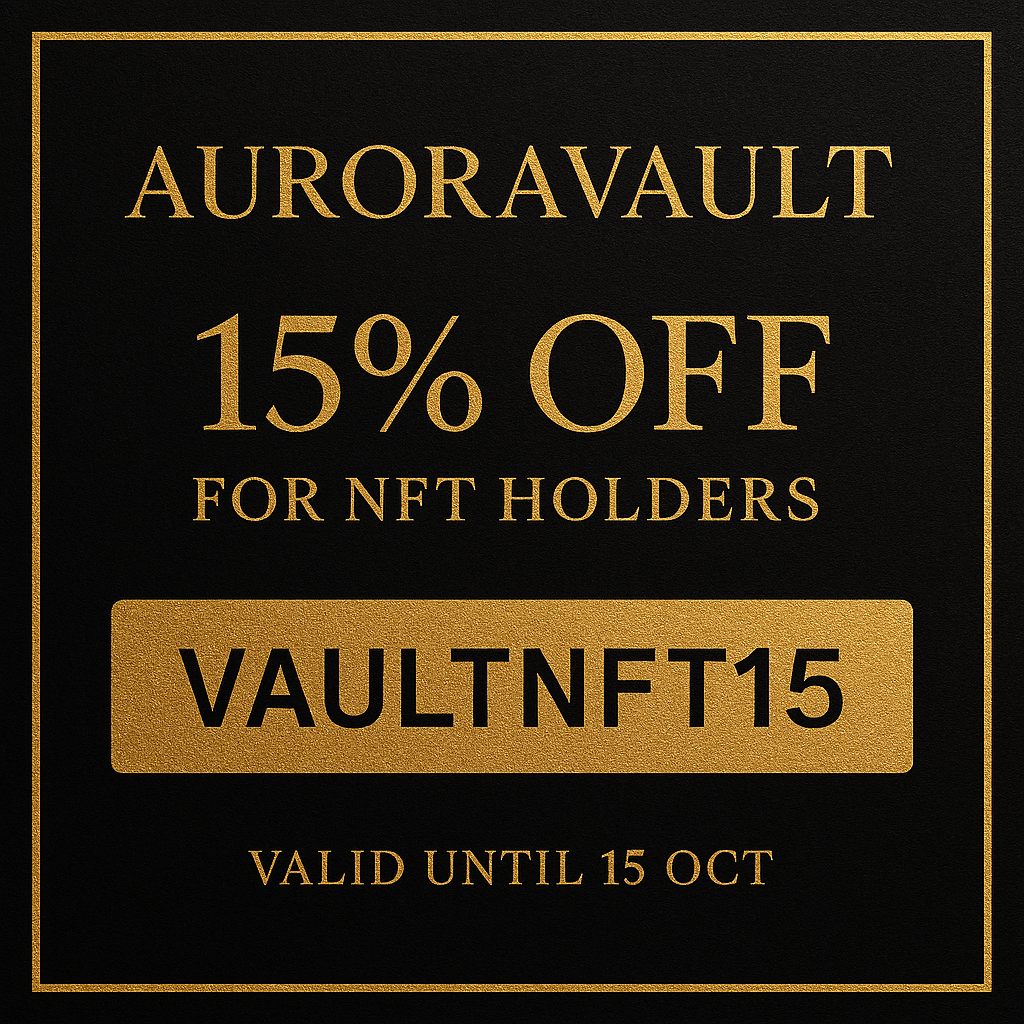 AURORAVAULT
15% OFF
FOR NFT HOLDERS
VAULTNFT15
VALID UNTIL 15 OCT